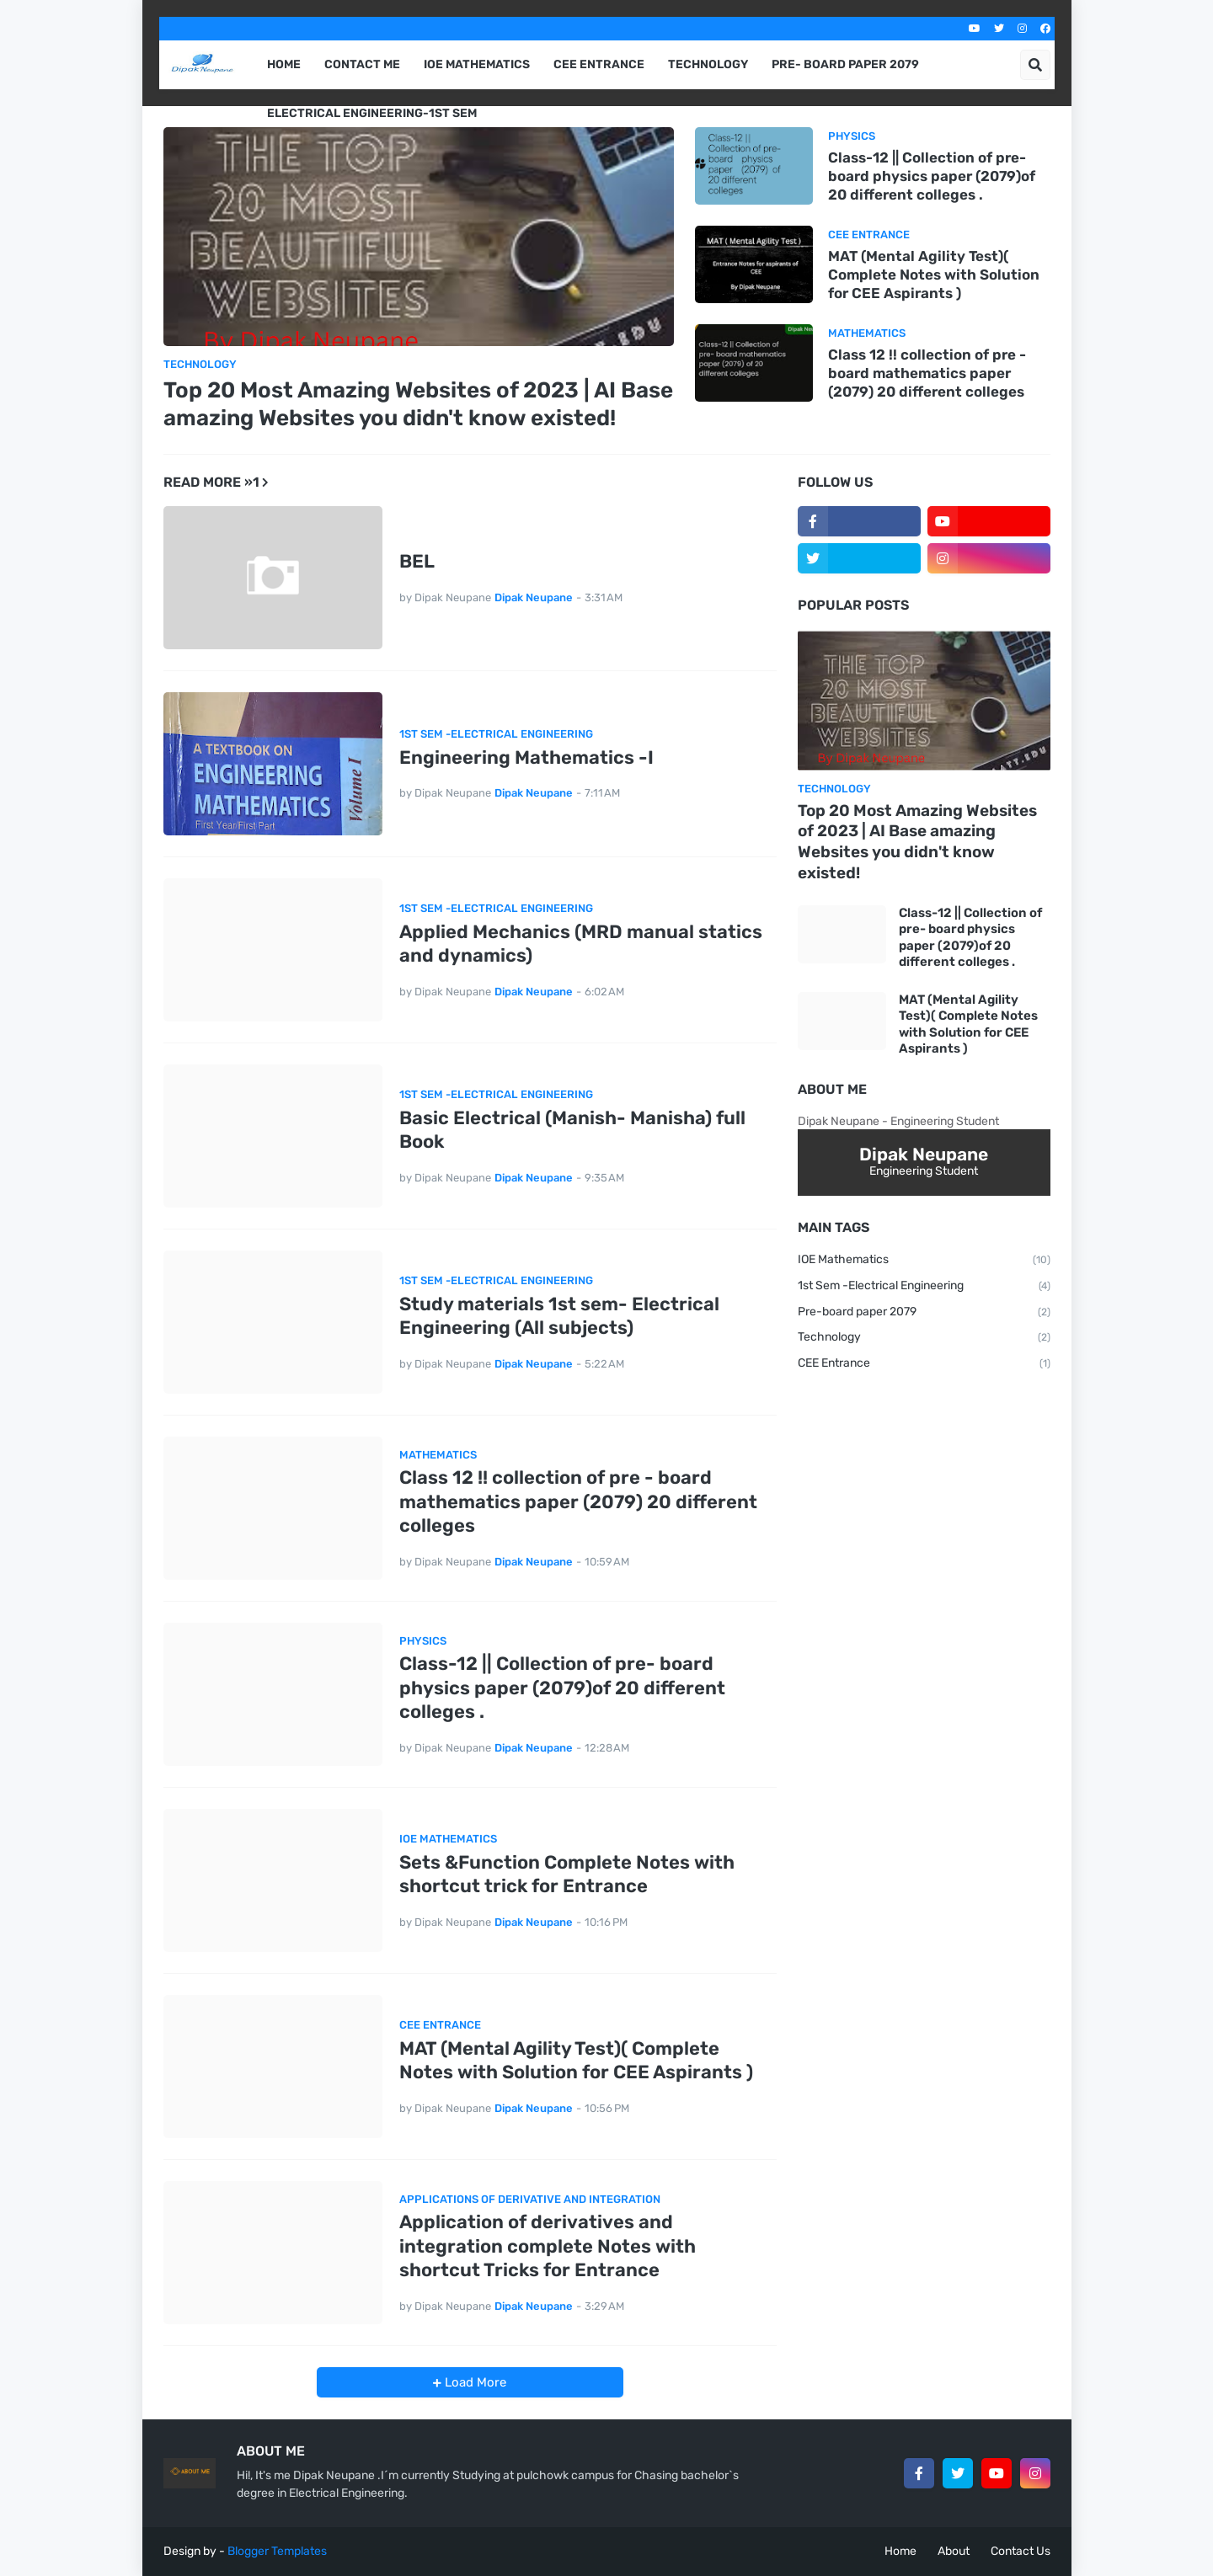 Dipak Neupane
HOME
CONTACT ME
IOE MATHEMATICS
CEE ENTRANCE
TECHNOLOGY
PRE- BOARD PAPER 2079
ELECTRICAL ENGINEERING-1ST SEM
THE TOP
20 MOST
BEAUTIFUL
WEBSITES
By Dipak Neupane
TECHNOLOGY
Top 20 Most Amazing Websites of 2023 | AI Base
amazing Websites you didn't know existed!
Class-12 ||
Collection of pre-
board physics
paper (2079) of
20 different
colleges
PHYSICS
Class-12 || Collection of pre-
board physics paper (2079)of
20 different colleges .
MAT ( Mental Agility Test )
Entrance Notes for aspirants of
CEE
By Dipak Neupane
CEE ENTRANCE
MAT (Mental Agility Test)(
Complete Notes with Solution
for CEE Aspirants )
Dipak Ne
Class-12 || Collection of
pre- board mathematics
paper (2079) of 20
different colleges
MATHEMATICS
Class 12 !! collection of pre -
board mathematics paper
(2079) 20 different colleges
READ MORE »1
BEL
by Dipak Neupane Dipak Neupane - 3:31 AM
A TEXTBOOK ON
ENGINEERING
MATHEMATICS
First Year/First Part
Volume I
1ST SEM -ELECTRICAL ENGINEERING
Engineering Mathematics -I
by Dipak Neupane Dipak Neupane - 7:11 AM
1ST SEM -ELECTRICAL ENGINEERING
Applied Mechanics (MRD manual statics
and dynamics)
by Dipak Neupane Dipak Neupane - 6:02 AM
1ST SEM -ELECTRICAL ENGINEERING
Basic Electrical (Manish- Manisha) full
Book
by Dipak Neupane Dipak Neupane - 9:35 AM
1ST SEM -ELECTRICAL ENGINEERING
Study materials 1st sem- Electrical
Engineering (All subjects)
by Dipak Neupane Dipak Neupane - 5:22 AM
MATHEMATICS
Class 12 !! collection of pre - board
mathematics paper (2079) 20 different
colleges
by Dipak Neupane Dipak Neupane - 10:59 AM
PHYSICS
Class-12 || Collection of pre- board
physics paper (2079)of 20 different
colleges .
by Dipak Neupane Dipak Neupane - 12:28 AM
IOE MATHEMATICS
Sets &Function Complete Notes with
shortcut trick for Entrance
by Dipak Neupane Dipak Neupane - 10:16 PM
CEE ENTRANCE
MAT (Mental Agility Test)( Complete
Notes with Solution for CEE Aspirants )
by Dipak Neupane Dipak Neupane - 10:56 PM
APPLICATIONS OF DERIVATIVE AND INTEGRATION
Application of derivatives and
integration complete Notes with
shortcut Tricks for Entrance
by Dipak Neupane Dipak Neupane - 3:29 AM
Load More
FOLLOW US
POPULAR POSTS
THE TOP
20 MOST
BEAUTIFUL
WEBSITES
By Dipak Neupane
ATT.EDU
TECHNOLOGY
Top 20 Most Amazing Websites
of 2023 | AI Base amazing
Websites you didn't know
existed!
Class-12 || Collection of
pre- board physics
paper (2079)of 20
different colleges .
MAT (Mental Agility
Test)( Complete Notes
with Solution for CEE
Aspirants )
ABOUT ME
Dipak Neupane - Engineering Student
Dipak Neupane
Engineering Student
MAIN TAGS
IOE Mathematics (10)
1st Sem -Electrical Engineering (4)
Pre-board paper 2079 (2)
Technology (2)
CEE Entrance (1)
ABOUT ME
ABOUT ME
Hil, It's me Dipak Neupane .I´m currently Studying at pulchowk campus for Chasing bachelor`s
degree in Electrical Engineering.
Design by - Blogger Templates
Home
About
Contact Us